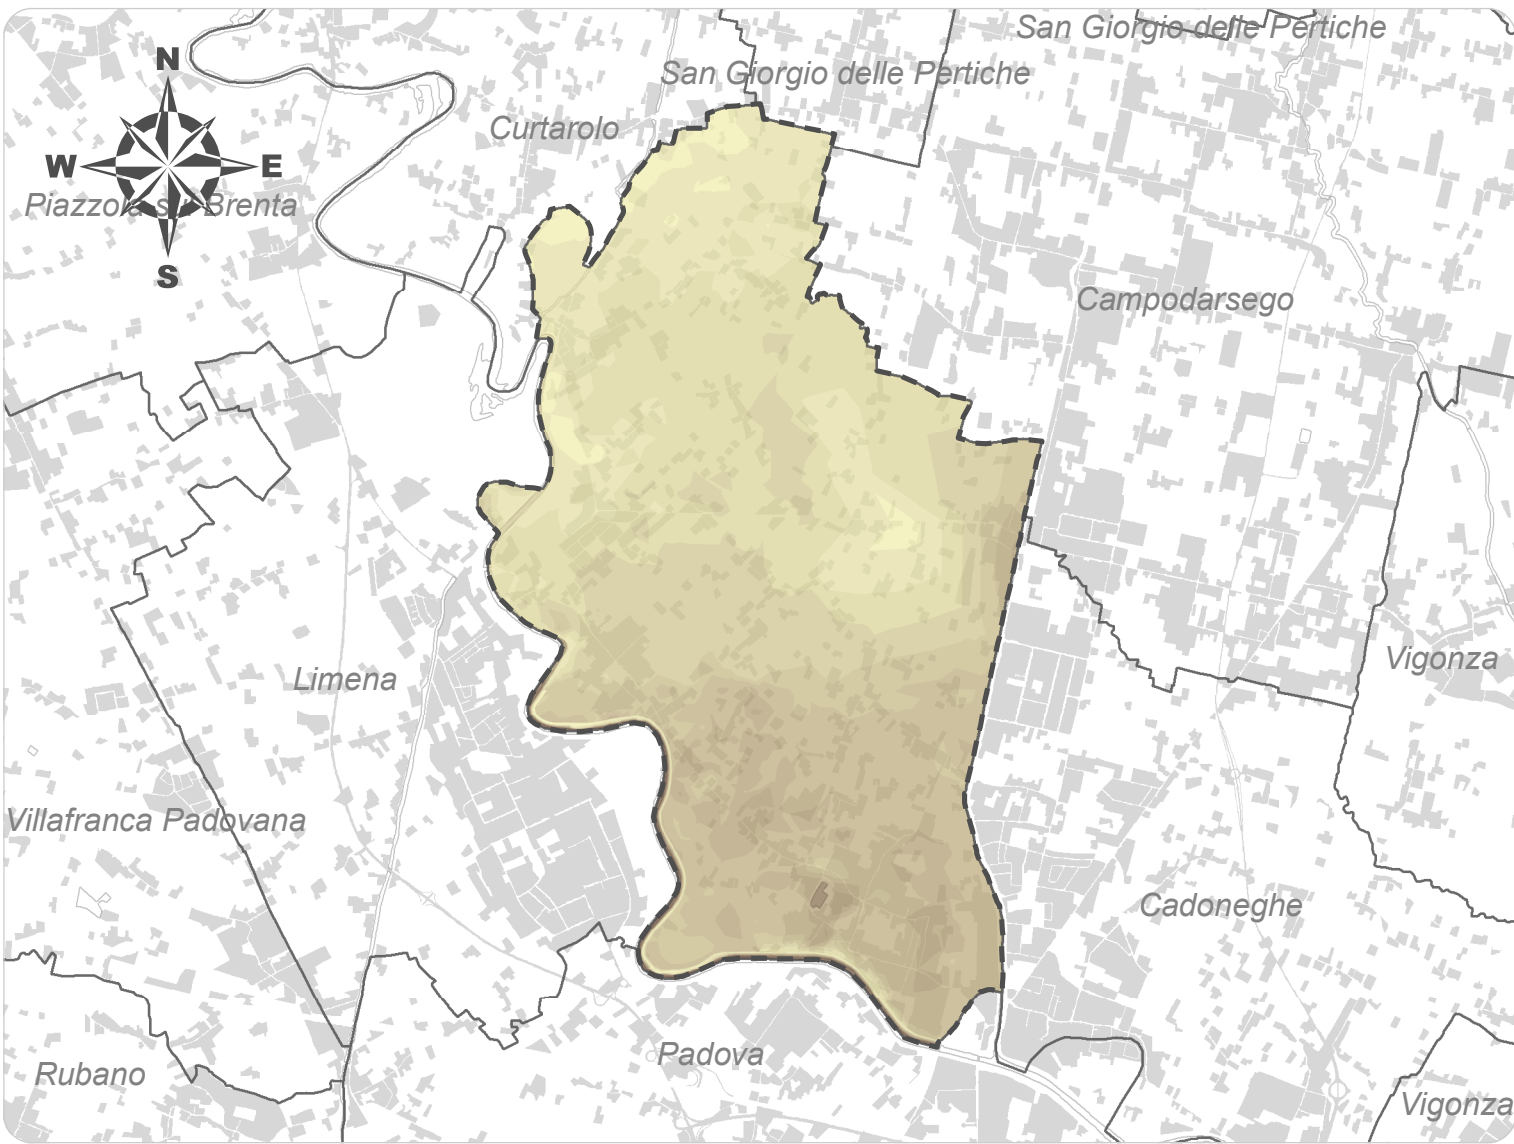 San Giorgio delle Pertiche
N
San Giorgio delle Pertiche
Curtarolo
W
E
Piazzola sul Brenta
S
Campodarsego
Vigonza
Limena
Villafranca Padovana
Cadoneghe
Padova
Rubano
Vigonza